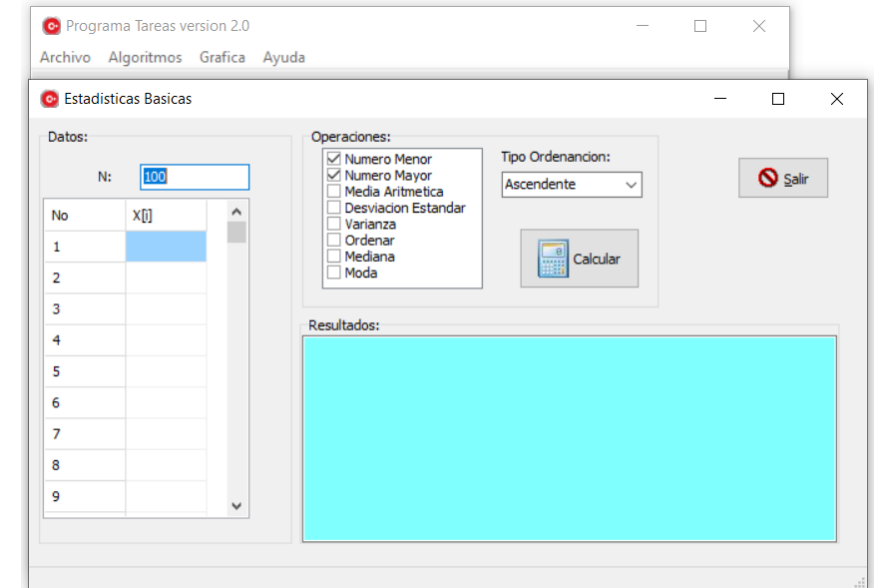 Programa Tareas version 2.0
Archivo Algoritmos Grafica Ayuda
Estadisticas Basicas
Datos:
N: 100
No X[i]
1
2
3
4
5
6
7
8
9
Operaciones:
Numero Menor
Numero Mayor
Media Aritmetica
Desviacion Estandar
Varianza
Ordenar
Mediana
Moda
Tipo Ordenancion:
Ascendente
Calcular
Salir
Resultados: